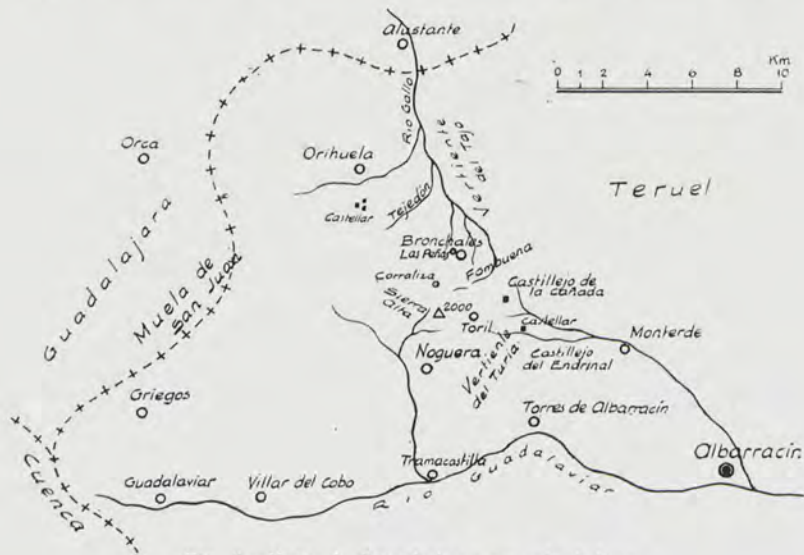 Alustante
Km
0 2 4 6 8 10
Rio Gallo
Vertiente
del Tajo
Orca
Orihuela
Teruel
Castellar
Tejedón
Guadalajara
Bronchales
Las Peñas
Fombuena
Muela de
San Juan
Corraliza
Castillejo de
la cañada
Sierra
Alta
2000
Toril
Castellar
Monterde
Noguera
Vertiente
del Turia
Castillejo
del Endrinal
Griegos
Torres de Albarracín
Albarracín
Cuenca
Guadalaviar
Villar del Cobo
Tramacastilla
Rio Guadalaviar